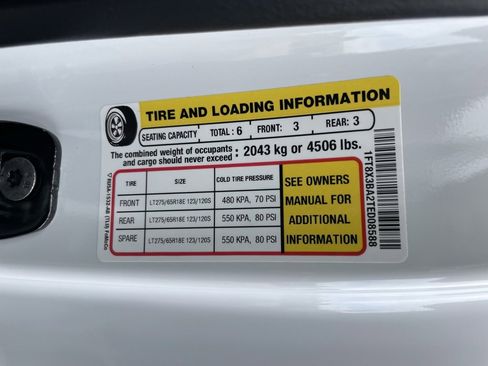 TIRE AND LOADING INFORMATION
SEATING CAPACITY TOTAL: 6 FRONT: 3 REAR: 3
The combined weight of occupants and cargo should never exceed : 2043 kg or 4506 lbs.
TIRE SIZE COLD TIRE PRESSURE
FRONT LT275/65R18E 123/120S 480 KPA, 70 PSI
REAR LT275/65R18E 123/120S 550 KPA, 80 PSI
SPARE LT275/65R18E 123/120S 550 KPA, 80 PSI
SEE OWNERS
MANUAL FOR
ADDITIONAL
INFORMATION
1FT8X3BA2TED08588